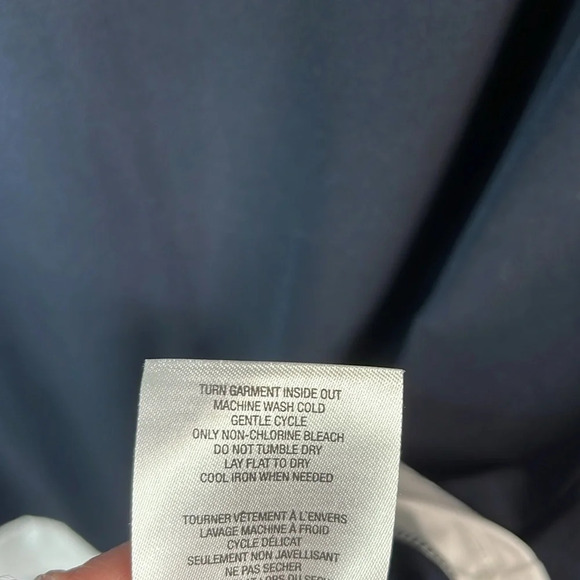 TURN GARMENT INSIDE OUT
MACHINE WASH COLD
GENTLE CYCLE
ONLY NON-CHLORINE BLEACH
DO NOT TUMBLE DRY
LAY FLAT TO DRY
COOL IRON WHEN NEEDED
TOURNER VÊTEMENT À L'ENVERS
LAVAGE MACHINE À FROID
CYCLE DÉLICAT
SEULEMENT NON JAVELLISANT
NE PAS SECHER
LORS DU